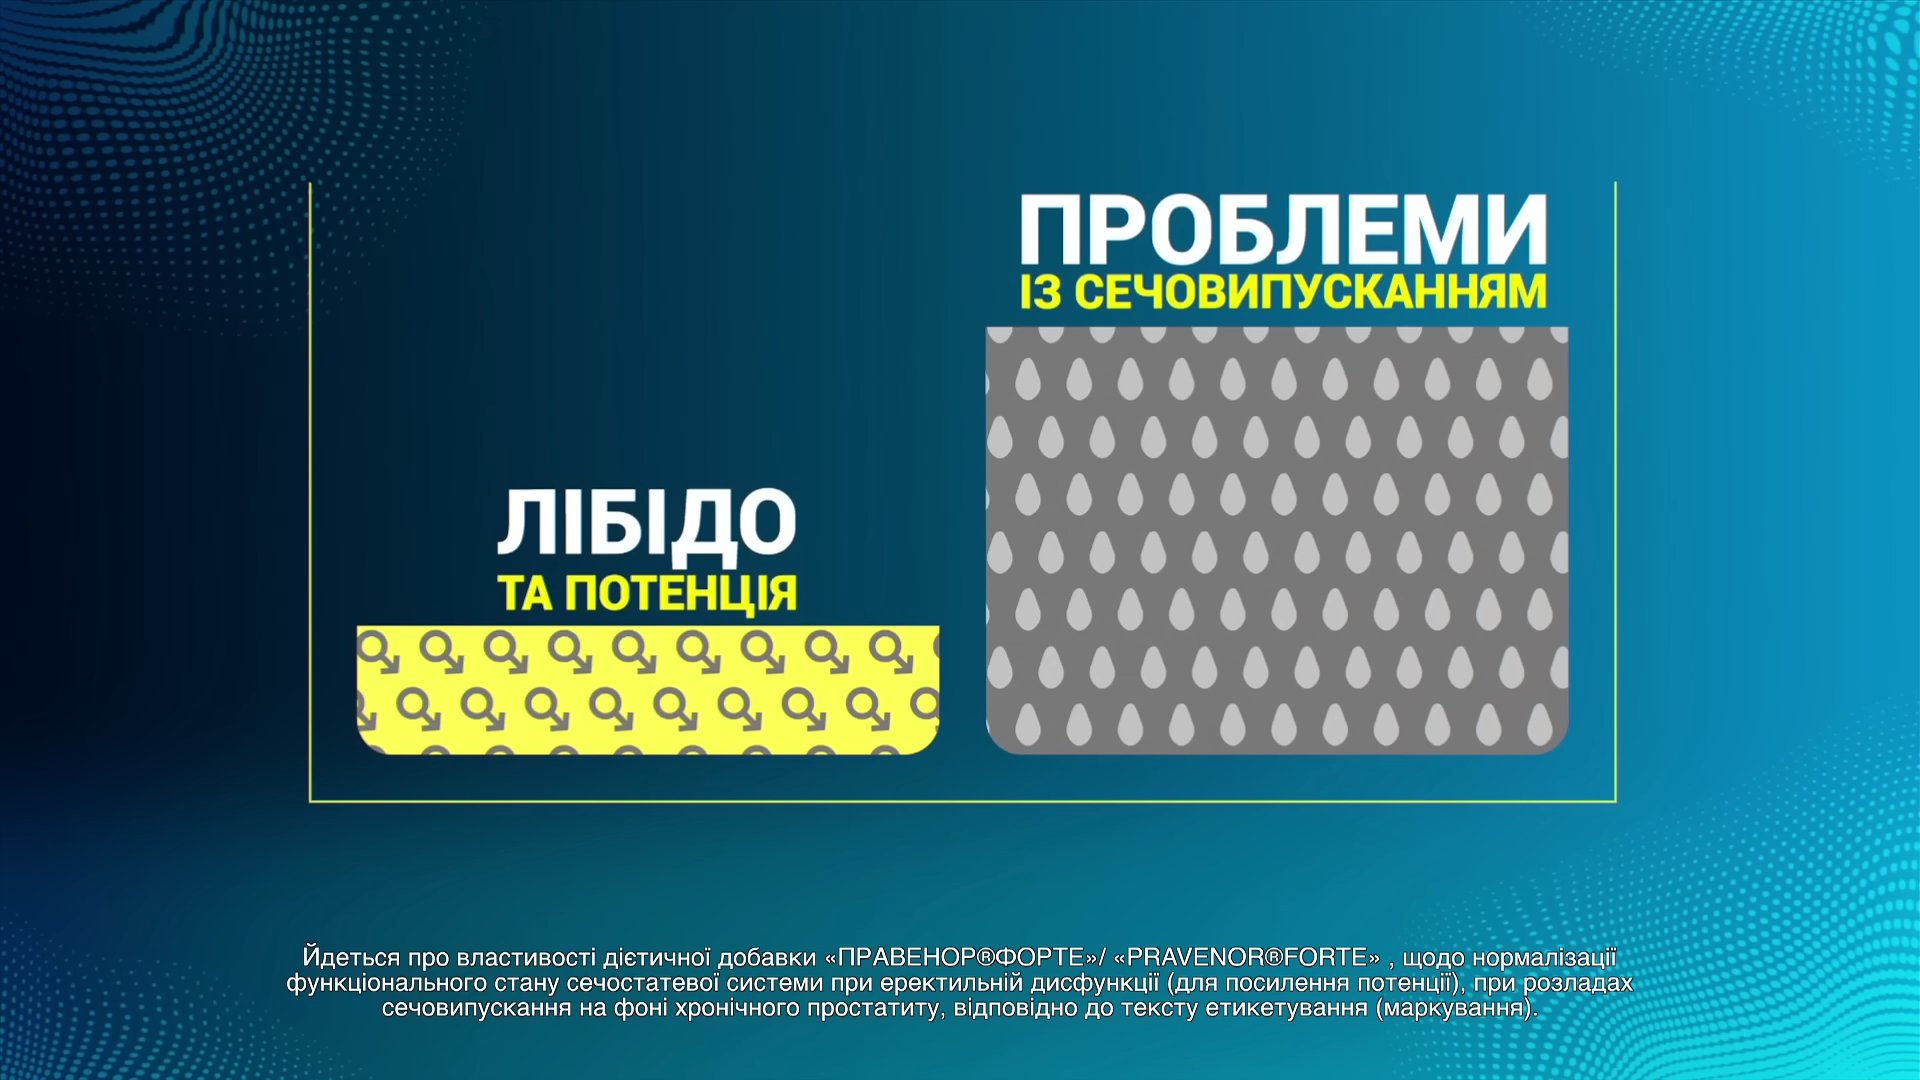 ПРОБЛЕМИ
ІЗ СЕЧОВИПУСКАННЯМ
ЛІБІДО
ТА ПОТЕНЦІЯ
Йдеться про властивості дієтичної добавки «ПРАВЕНОР®ФОРТЕ»/ «PRAVENOR®FORTE» , щодо нормалізації
функціонального стану сечостатевої системи при еректильній дисфункції (для посилення потенції), при розладах
сечовипускання на фоні хронічного простатиту, відповідно до тексту етикетування (маркування).